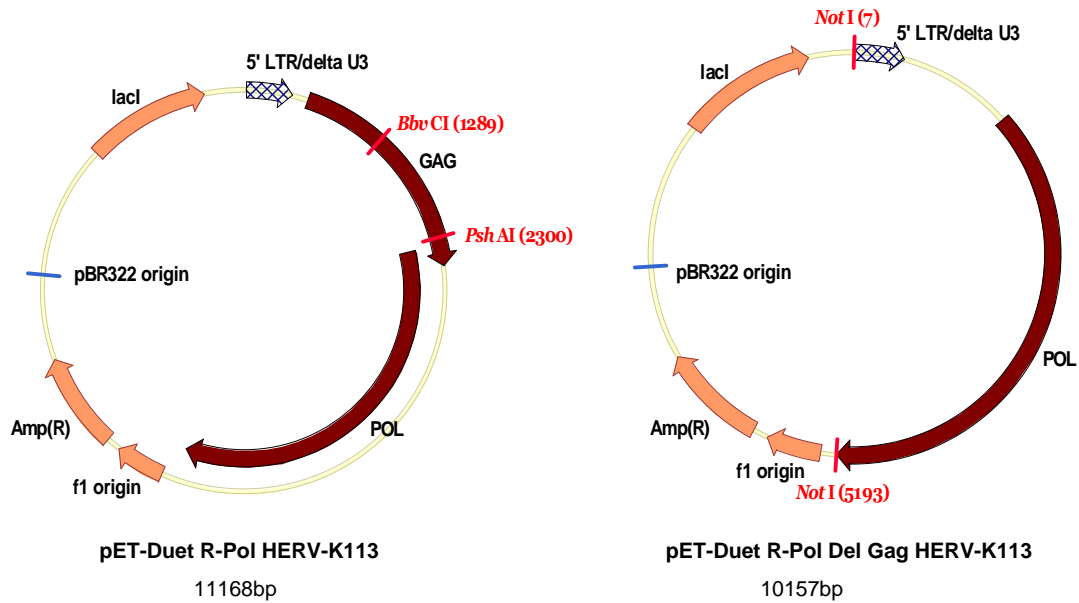 5' LTR/delta U3
lacI
BbvCI (1289)
GAG
PshAI (2300)
pBR322 origin
POL
Amp(R)
f1 origin
pET-Duet R-Pol HERV-K113
11168bp
NotI (7)
5' LTR/delta U3
lacI
pBR322 origin
POL
Amp(R)
f1 origin
NotI (5193)
pET-Duet R-Pol Del Gag HERV-K113
10157bp